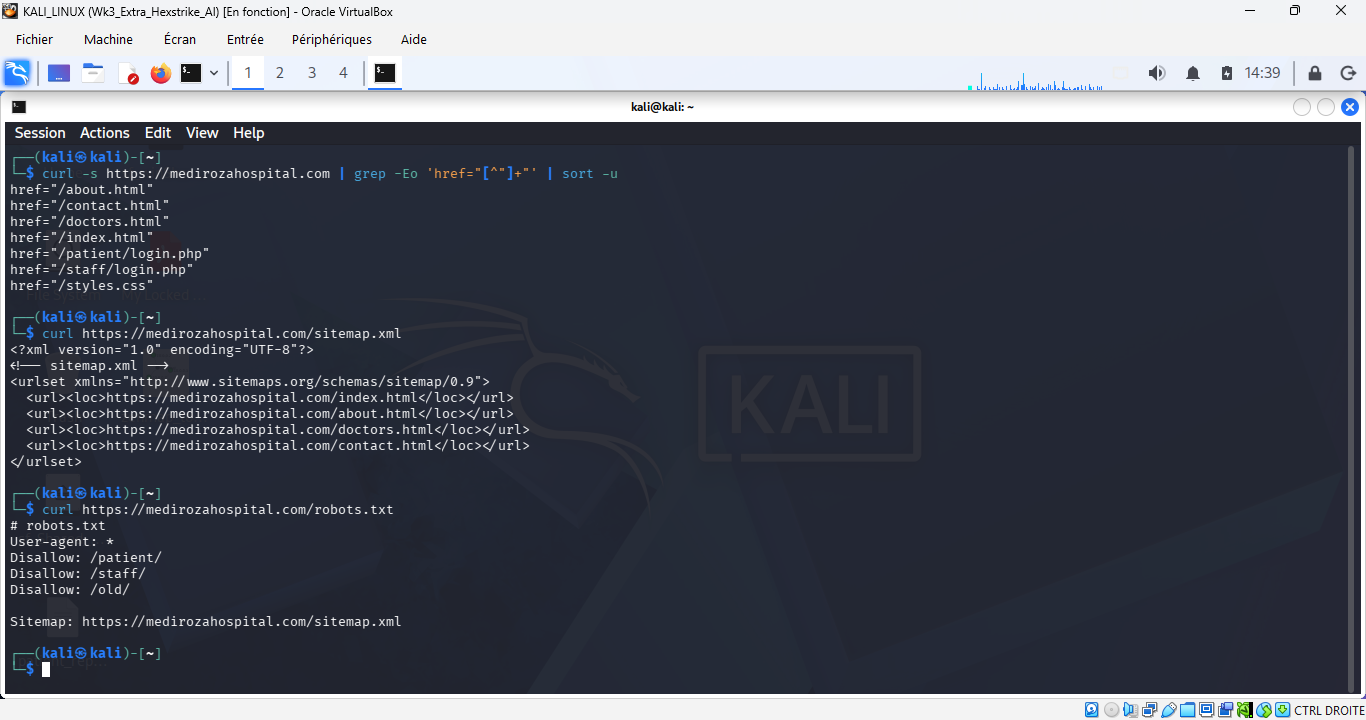 KALI_LINUX (Wk3_Extra_Hexstrike_AI) [En fonction] - Oracle VirtualBox
Fichier Machine Écran Entrée Périphériques Aide
1 2 3 4 14:39
kali@kali: ~
Session Actions Edit View Help
┌──(kali㉿kali)-[~]
└─$ curl -s https://medirozahospital.com | grep -Eo 'href="[^"]+"' | sort -u
href="/about.html"
href="/contact.html"
href="/doctors.html"
href="/index.html"
href="/patient/login.php"
href="/staff/login.php"
href="/styles.css"
┌──(kali㉿kali)-[~]
└─$ curl https://medirozahospital.com/sitemap.xml
<?xml version="1.0" encoding="UTF-8"?>
<!-- sitemap.xml -->
<urlset xmlns="http://www.sitemaps.org/schemas/sitemap/0.9">
  <url><loc>https://medirozahospital.com/index.html</loc></url>
  <url><loc>https://medirozahospital.com/about.html</loc></url>
  <url><loc>https://medirozahospital.com/doctors.html</loc></url>
  <url><loc>https://medirozahospital.com/contact.html</loc></url>
</urlset>
┌──(kali㉿kali)-[~]
└─$ curl https://medirozahospital.com/robots.txt
# robots.txt
User-agent: *
Disallow: /patient/
Disallow: /staff/
Disallow: /old/
Sitemap: https://medirozahospital.com/sitemap.xml
┌──(kali㉿kali)-[~]
└─$
KALI
CTRL DROITE